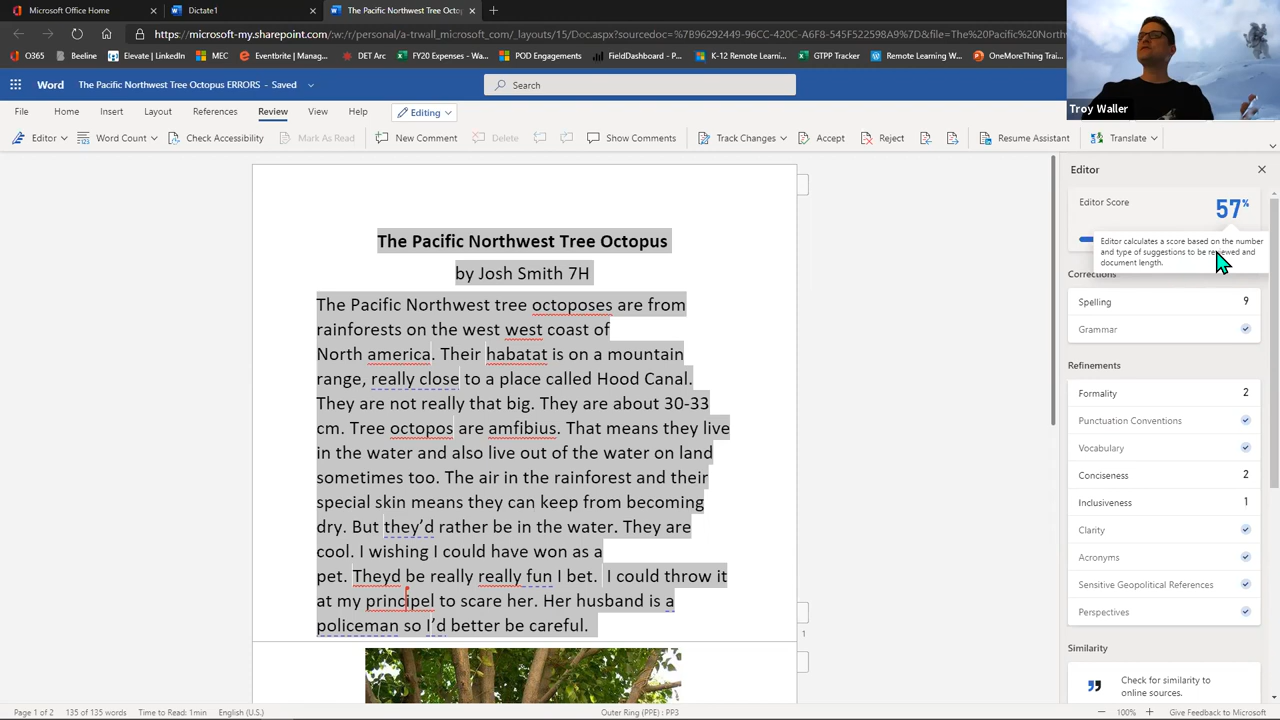 Microsoft Office Home
Dictate1
The Pacific Northwest Tree Octop
https://microsoft-my.sharepoint.com/:w:/r/personal/a-trwall_microsoft_com/_layouts/15/Doc.aspx?sourcedoc=%7B96292449-96CC-420C-A6F8-545F522598A9%7D&file=The%20Pacific%20North
O365
Beeline
Elevate | LinkedIn
MEC
DET Arc
FY20 Expenses - W...
POD Engagements
FieldDashboard - P...
K-12 Remote Learni...
GTPP Tracker
Remote Learning W...
OneMoreThing Trai...
Troy Waller
Word
The Pacific Northwest Tree Octopus ERRORS - Saved
Search
File
Home
Insert
Layout
References
Review
View
Help
Editing
Editor
Word Count
Check Accessibility
Mark As Read
New Comment
Delete
Show Comments
Track Changes
Accept
Reject
Resume Assistant
Translate
The Pacific Northwest Tree Octopus
by Josh Smith 7H
The Pacific Northwest tree octoposes are from
rainforests on the west west coast of
North america. Their habatat is on a mountain
range, really close to a place called Hood Canal.
They are not really that big. They are about 30-33
cm. Tree octopus are amfibius. That means they live
in the water and also live out of the water on land
sometimes too. The air in the rainforest and their
special skin means they can keep from becoming
dry. But they’d rather be in the water. They are
cool. I wishing I could have won as a
pet. Theyd be really really fun I bet.  I could throw it
at my principel to scare her. Her husband is a
policeman so I’d better be careful.
1
Editor
Editor Score
57%
Editor calculates a score based on the number
and type of suggestions to be reviewed and
document length.
Corrections
Spelling 9
Grammar
Refinements
Formality 2
Punctuation Conventions
Vocabulary
Conciseness 2
Inclusiveness 1
Clarity
Acronyms
Sensitive Geopolitical References
Perspectives
Similarity
Check for similarity to
online sources.
Page 1 of 2
135 of 135 words
Time to Read: 1min
English (U.S.)
Outer Ring (PPE) : PP3
100%
Give Feedback to Microsoft